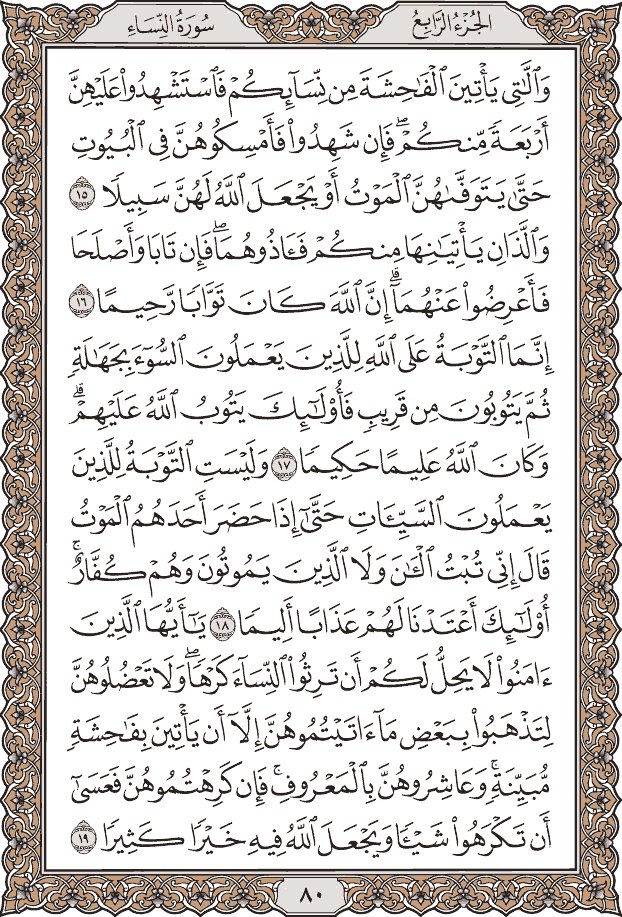 الجُزْءُ الرَّابِعُ
سُورَةُ النِّسَاءِ
وَٱلَّٰتِى يَأْتِينَ ٱلْفَٰحِشَةَ مِن نِّسَآئِكُمْ فَٱسْتَشْهِدُوا۟ عَلَيْهِنَّ
أَرْبَعَةً مِّنكُمْ ۖ فَإِن شَهِدُوا۟ فَأَمْسِكُوهُنَّ فِى ٱلْبُيُوتِ
حَتَّىٰ يَتَوَفَّىٰهُنَّ ٱلْمَوْتُ أَوْ يَجْعَلَ ٱللَّهُ لَهُنَّ سَبِيلًا ١٥
وَٱلَّذَانِ يَأْتِيَٰنِهَا مِنكُمْ فَـَٔاذُوهُمَا ۖ فَإِن تَابَا وَأَصْلَحَا
فَأَعْرِضُوا۟ عَنْهُمَآ ۗ إِنَّ ٱللَّهَ كَانَ تَوَّابًا رَّحِيمًا ١٦
إِنَّمَا ٱلتَّوْبَةُ عَلَى ٱللَّهِ لِلَّذِينَ يَعْمَلُونَ ٱلسُّوٓءَ بِجَهَٰلَةٍ
ثُمَّ يَتُوبُونَ مِن قَرِيبٍ فَأُو۟لَٰٓئِكَ يَتُوبُ ٱللَّهُ عَلَيْهِمْ ۗ
وَكَانَ ٱللَّهُ عَلِيمًا حَكِيمًا ١٧ وَلَيْسَتِ ٱلتَّوْبَةُ لِلَّذِينَ
يَعْمَلُونَ ٱلسَّيِّـَٔاتِ حَتَّىٰٓ إِذَا حَضَرَ أَحَدَهُمُ ٱلْمَوْتُ
قَالَ إِنِّى تُبْتُ ٱلْـَٰٔنَ وَلَا ٱلَّذِينَ يَمُوتُونَ وَهُمْ كُفَّارٌ ۚ
أُو۟لَٰٓئِكَ أَعْتَدْنَا لَهُمْ عَذَابًا أَلِيمًا ١٨ يَٰٓأَيُّهَا ٱلَّذِينَ
ءَامَنُوا۟ لَا يَحِلُّ لَكُمْ أَن تَرِثُوا۟ ٱلنِّسَآءَ كَرْهًا ۖ وَلَا تَعْضُلُوهُنَّ
لِتَذْهَبُوا۟ بِبَعْضِ مَآ ءَاتَيْتُمُوهُنَّ إِلَّآ أَن يَأْتِينَ بِفَٰحِشَةٍ
مُّبَيِّنَةٍ ۚ وَعَاشِرُوهُنَّ بِٱلْمَعْرُوفِ ۚ فَإِن كَرِهْتُمُوهُنَّ فَعَسَىٰٓ
أَن تَكْرَهُوا۟ شَيْـًٔا وَيَجْعَلَ ٱللَّهُ فِيهِ خَيْرًا كَثِيرًا ١٩
٨٠